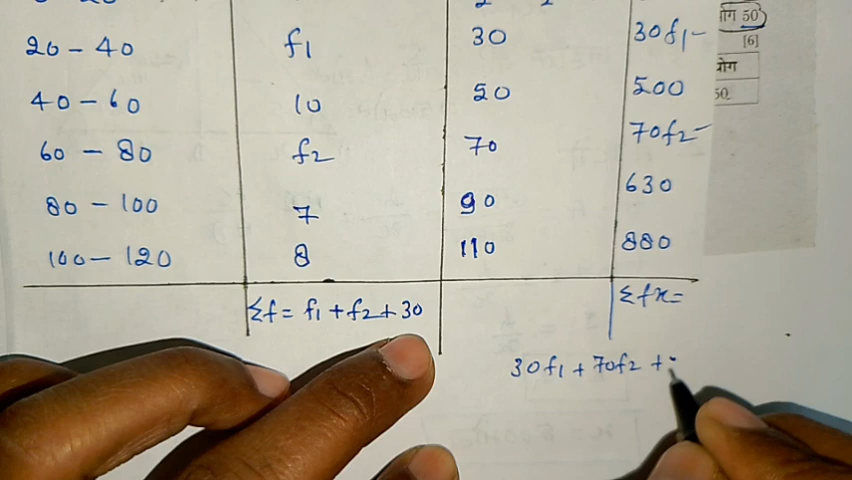 20 - 40 f1 30 30f1-
40 - 60 10 50 500
60 - 80 f2 70 70f2-
80 - 100 7 90 630
100 - 120 8 110 880
Σf = f1 + f2 + 30 Σfx =
30f1 + 70f2 +
योग 50
[6]
योग
50